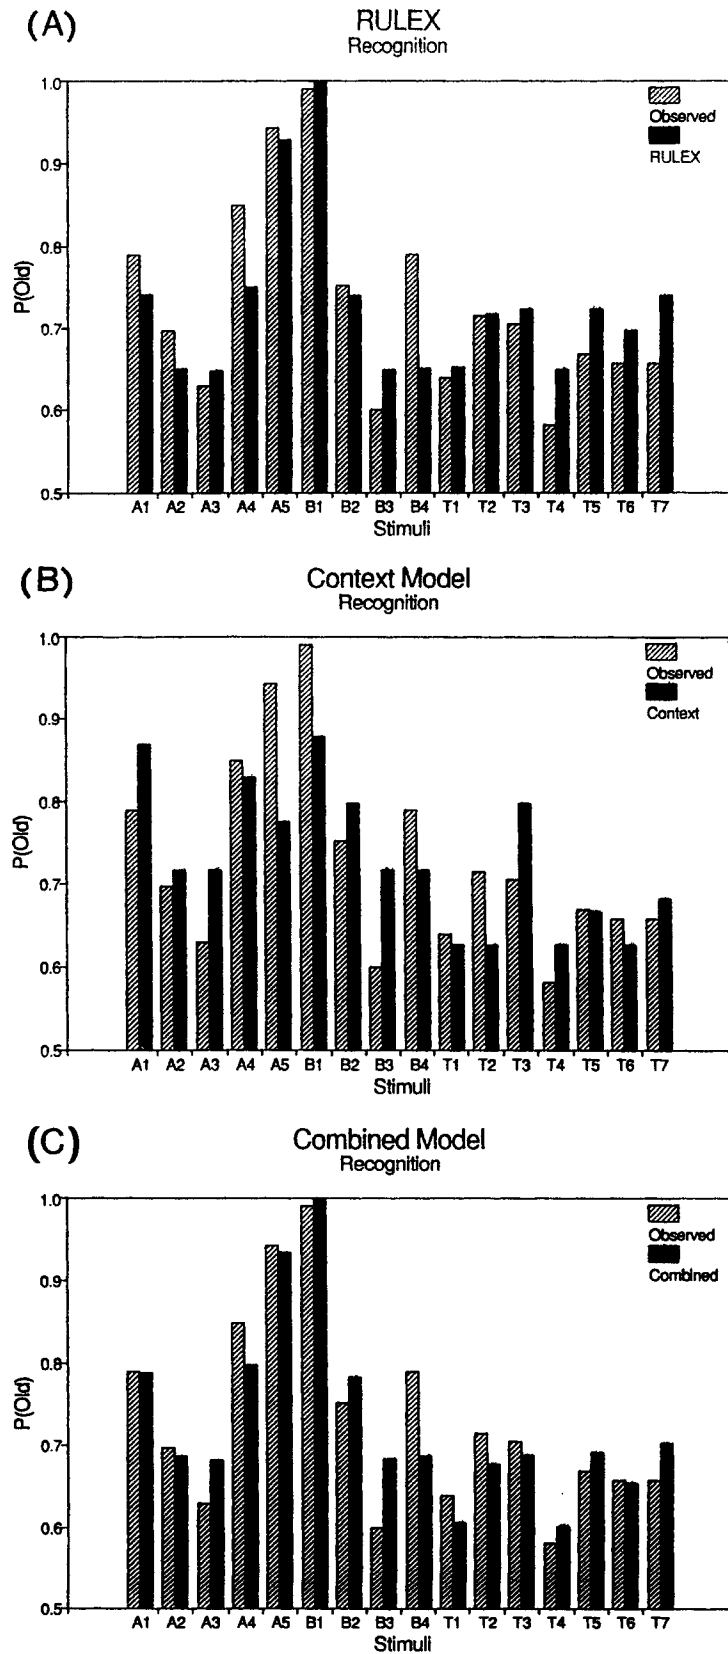 (A)
RULEX
Recognition
1.0
0.9
0.8
0.7
0.6
0.5
P(Old)
Observed
RULEX
A1 A2 A3 A4 A5 B1 B2 B3 B4 T1 T2 T3 T4 T5 T6 T7
Stimuli
(B)
Context Model
Recognition
1.0
0.9
0.8
0.7
0.6
0.5
P(Old)
Observed
Context
A1 A2 A3 A4 A5 B1 B2 B3 B4 T1 T2 T3 T4 T5 T6 T7
Stimuli
(C)
Combined Model
Recognition
1.0
0.9
0.8
0.7
0.6
0.5
P(Old)
Observed
Combined
A1 A2 A3 A4 A5 B1 B2 B3 B4 T1 T2 T3 T4 T5 T6 T7
Stimuli